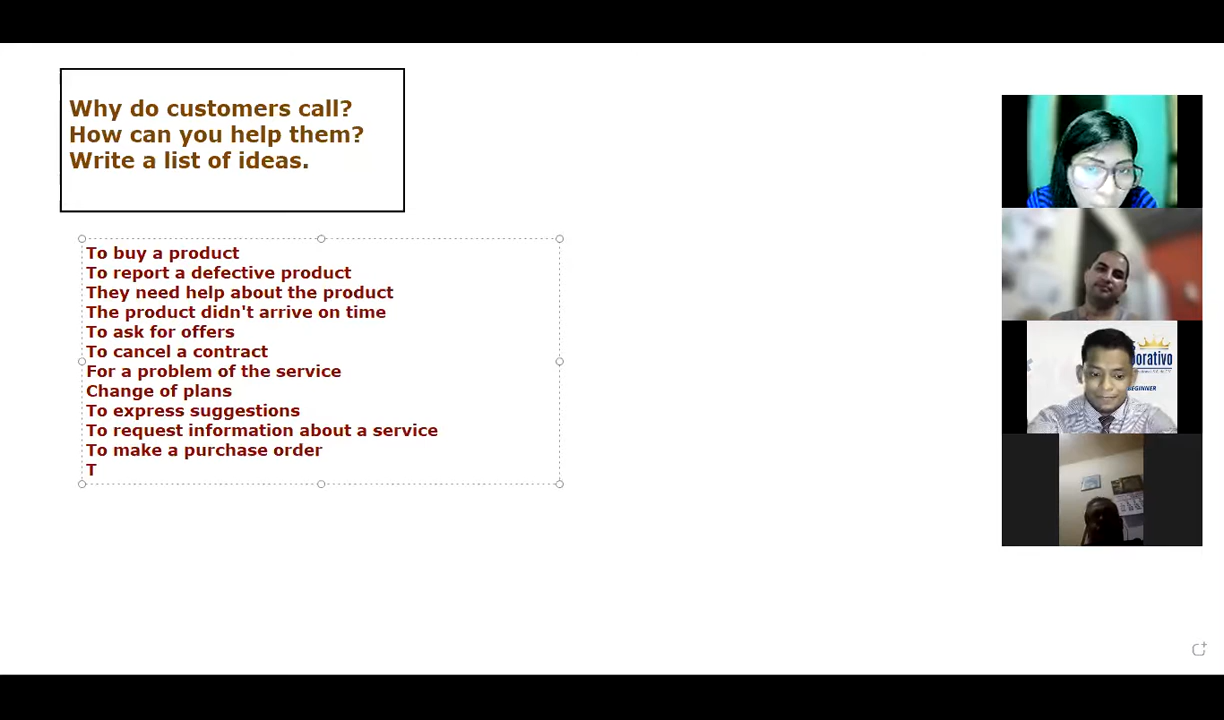 Why do customers call?
How can you help them?
Write a list of ideas.
To buy a product
To report a defective product
They need help about the product
The product didn't arrive on time
To ask for offers
To cancel a contract
For a problem of the service
Change of plans
To express suggestions
To request information about a service
To make a purchase order
T
orativo
EGINNER